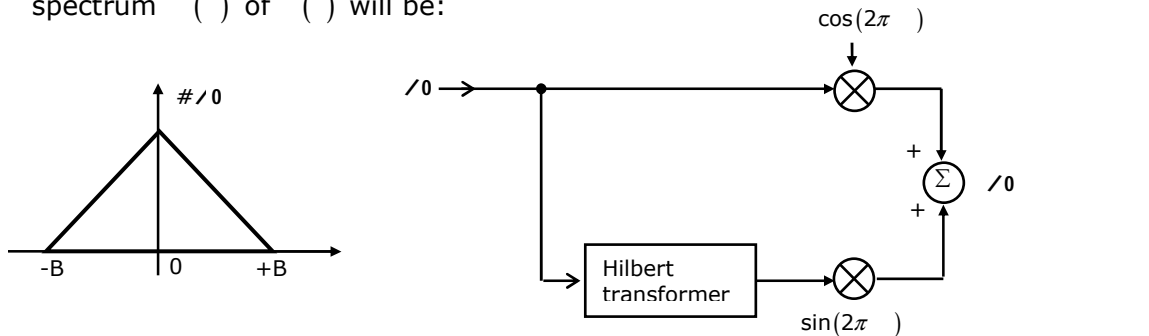 spectrum ( ) of ( ) will be:
cos(2π )
-B 0 +B
+
Σ
+
Hilbert
transformer
sin(2π )